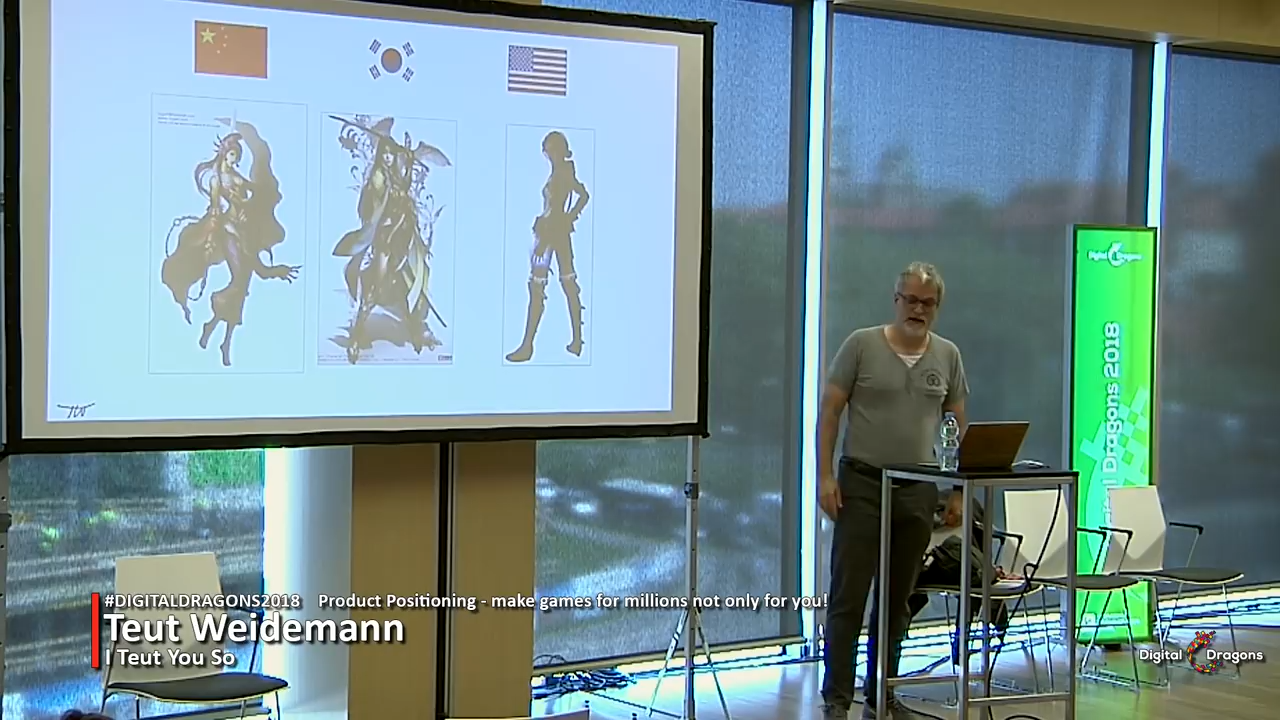 #DIGITALDRAGONS2018 Product Positioning - make games for millions not only for you!
Teut Weidemann
I Teut You So
Digital Dragons
Digital Dragons
Digital Dragons 2018